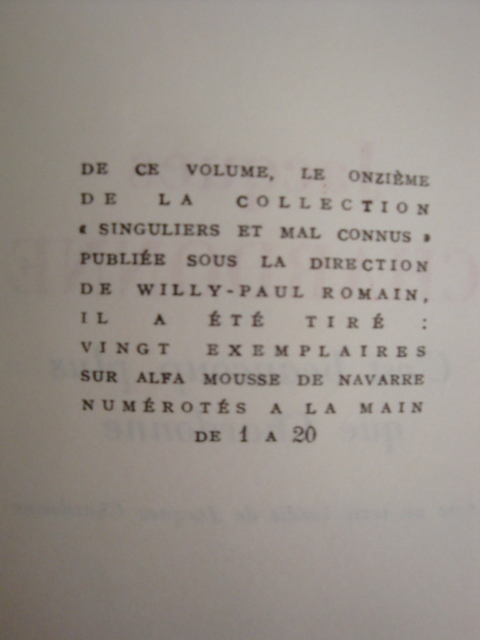 DE CE VOLUME, LE ONZIÈME
DE LA COLLECTION
« SINGULIERS ET MAL CONNUS »
PUBLIÉE SOUS LA DIRECTION
DE WILLY-PAUL ROMAIN,
IL A ÉTÉ TIRÉ :
VINGT EXEMPLAIRES
SUR ALFA MOUSSE DE NAVARRE
NUMÉROTÉS A LA MAIN
DE 1 A 20